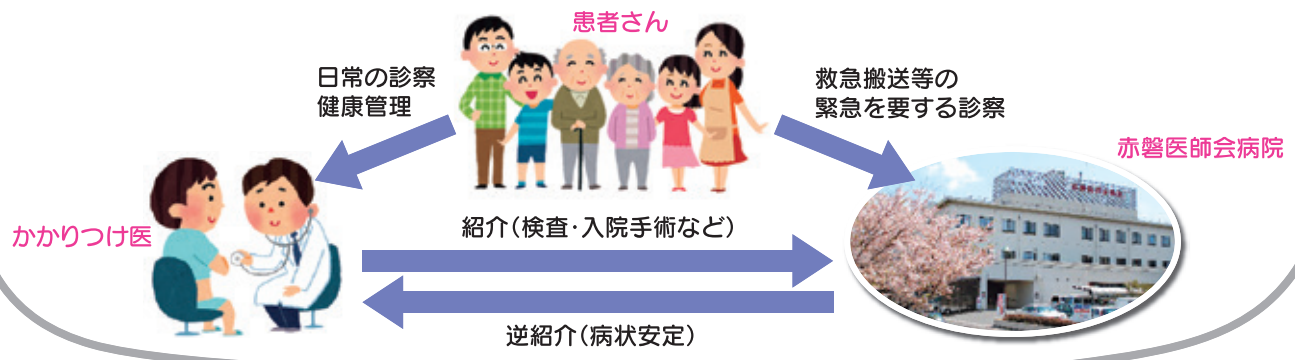 患者さん
日常の診察
健康管理
救急搬送等の
緊急を要する診察
赤磐医師会病院
かかりつけ医
紹介(検査・入院手術など)
逆紹介(病状安定)